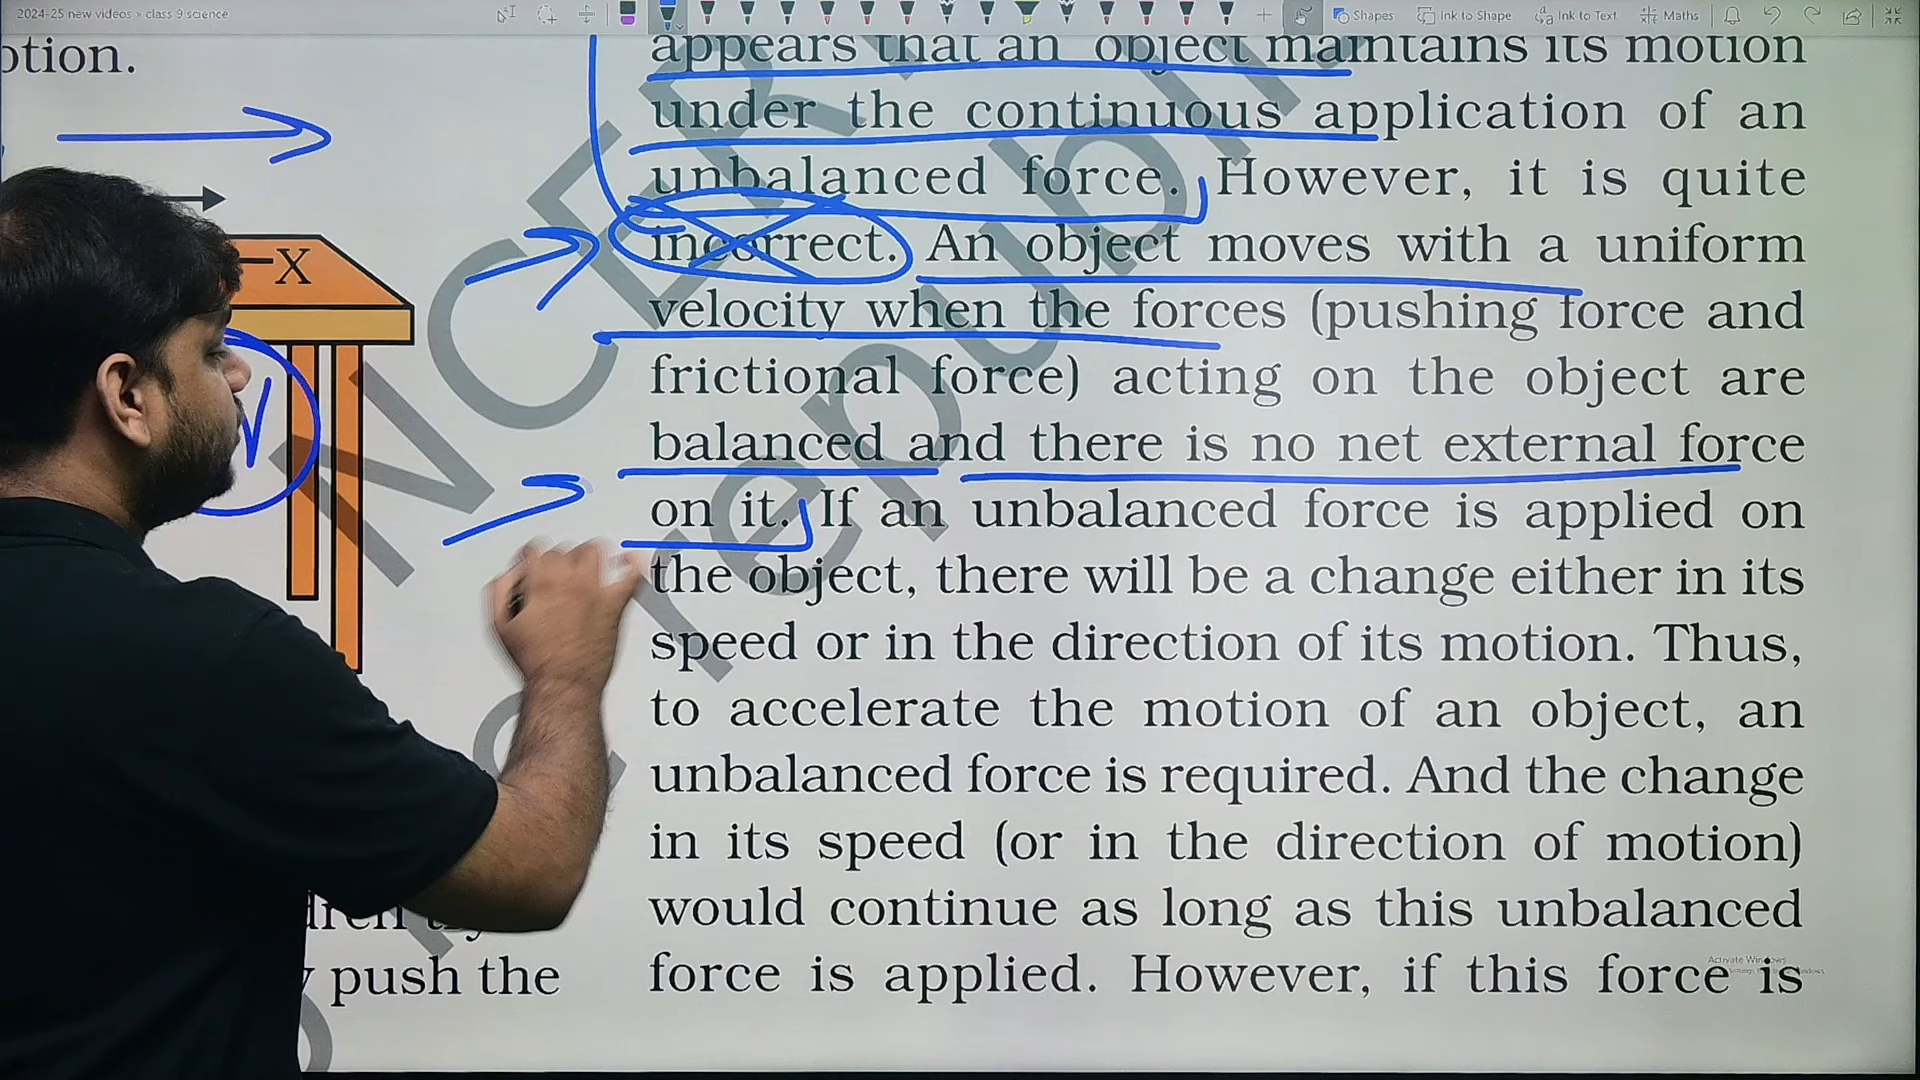 2024-25 new videos » class 9 science
Shapes
Ink to Shape
Ink to Text
Maths
otion.
X
push the
appears that an object maintains its motion
under the continuous application of an
unbalanced force. However, it is quite
incorrect. An object moves with a uniform
velocity when the forces (pushing force and
frictional force) acting on the object are
balanced and there is no net external force
on it. If an unbalanced force is applied on
the object, there will be a change either in its
speed or in the direction of its motion. Thus,
to accelerate the motion of an object, an
unbalanced force is required. And the change
in its speed (or in the direction of motion)
would continue as long as this unbalanced
force is applied. However, if this force is
Activate Windows
NCER
republi